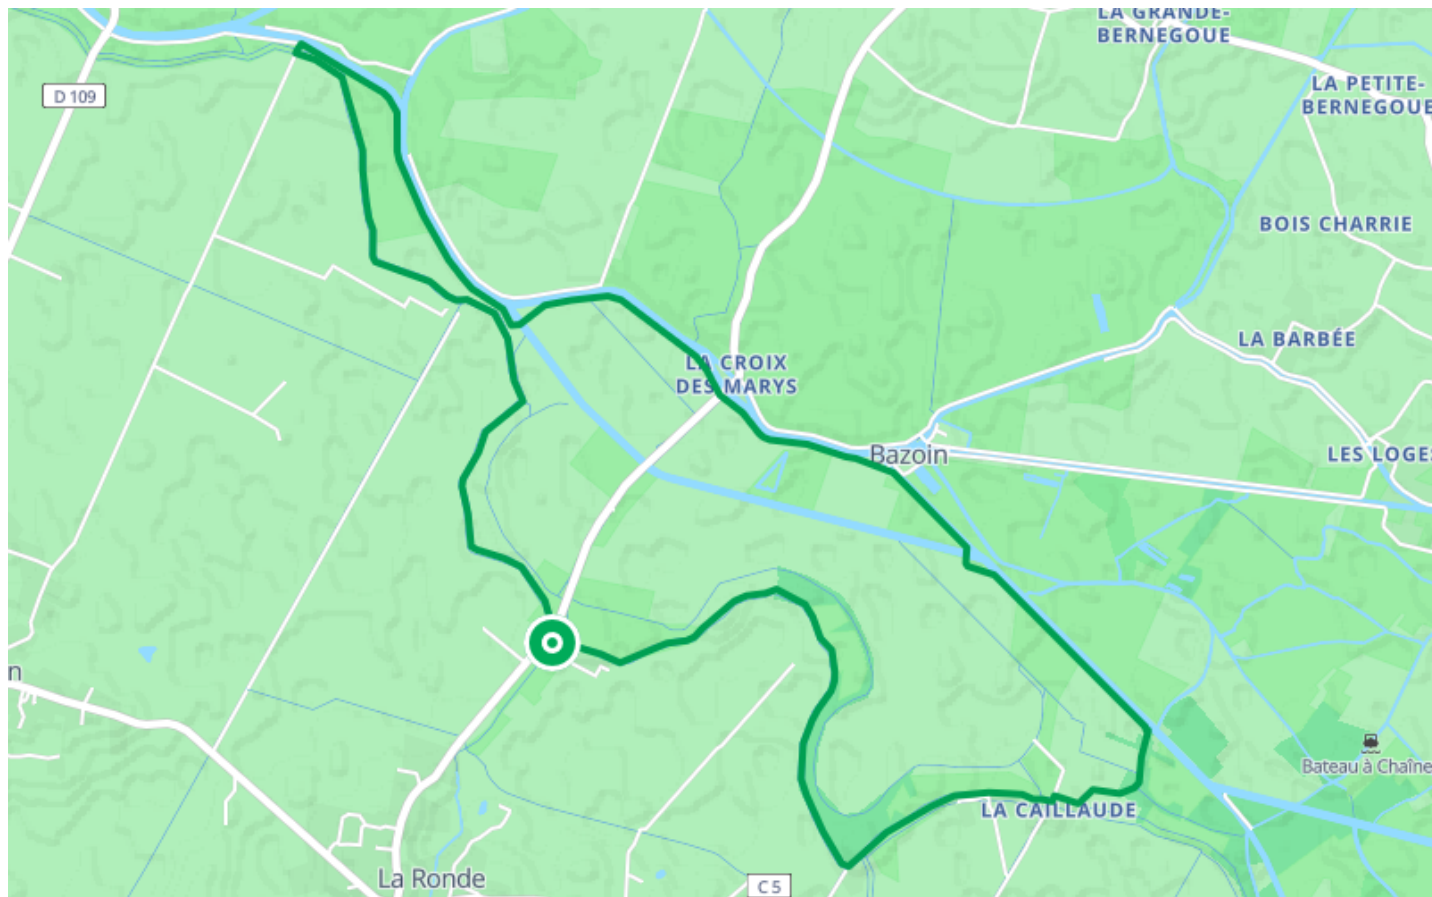 LA GRANDE-
BERNEGOUE
D 109
LA PETITE-
BERNEGOUE
BOIS CHARRIE
LA BARBÉE
LA CROIX
DES MARYS
Bazoin
LES LOGES
n
Bateau à Chaîne
LA CAILLAUDE
La Ronde
C 5